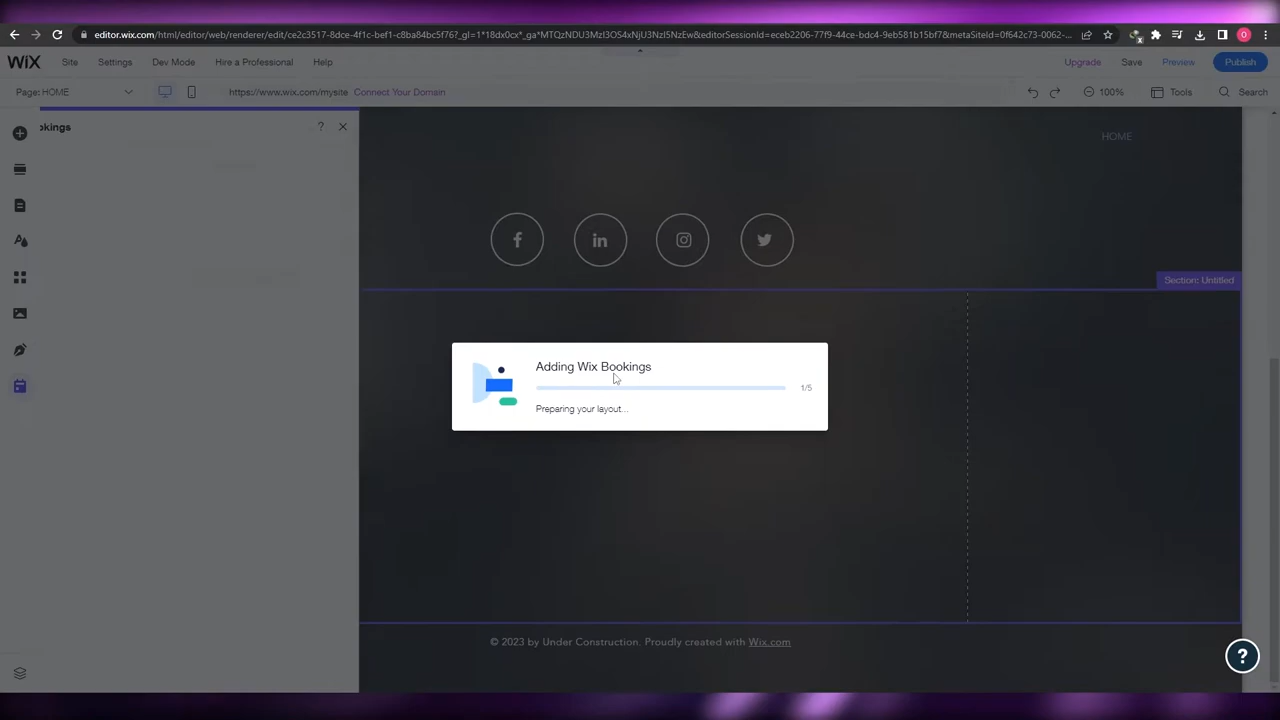 editor.wix.com/html/editor/web/renderer/edit/ce2c3517-8dce-4f1c-bef1-c8ba84bc5f76?_gl=1*18dx0cx*_ga*MTQzNDU3MzI3OS4xNjU3NzI5NzEw&editorSessionId=eceb2206-77f9-44ce-bdc4-9eb581b15bf7&metaSiteId=0f642c73-0062-...
WiX
Site
Settings
Dev Mode
Hire a Professional
Help
Upgrade
Save
Preview
Publish
Page: HOME
https://www.wix.com/mysite
Connect Your Domain
100%
Tools
Search
okings
?
HOME
Section: Untitled
Adding Wix Bookings
1/5
Preparing your layout...
© 2023 by Under Construction. Proudly created with Wix.com
?